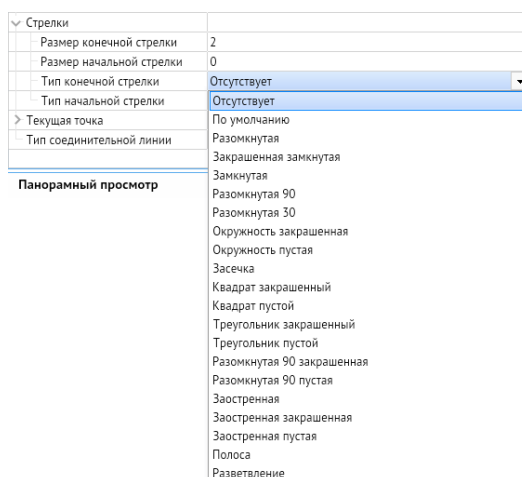 Стрелки
Размер конечной стрелки 2
Размер начальной стрелки 0
Тип конечной стрелки Отсутствует
Тип начальной стрелки Отсутствует
Текущая точка По умолчанию
Тип соединительной линии Разомкнутая
Закрашенная замкнутая
Замкнутая
Панорамный просмотр
Разомкнутая 90
Разомкнутая 30
Окружность закрашенная
Окружность пустая
Засечка
Квадрат закрашенный
Квадрат пустой
Треугольник закрашенный
Треугольник пустой
Разомкнутая 90 закрашенная
Разомкнутая 90 пустая
Заостренная
Заостренная закрашенная
Заостренная пустая
Полоса
Разветвление